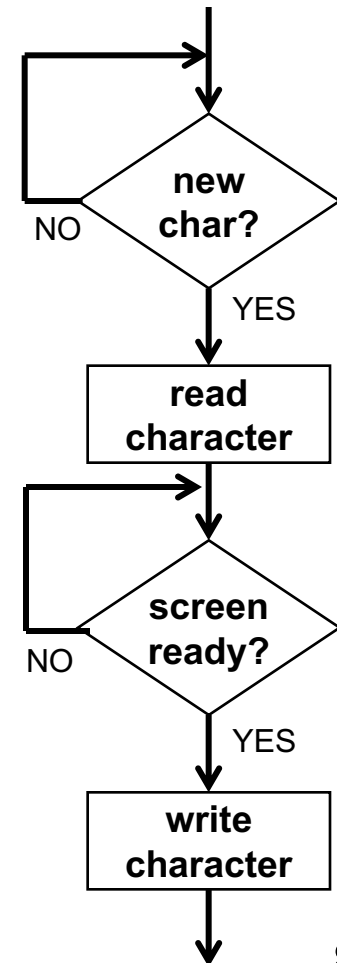 new
char?
NO
YES
read
character
screen
ready?
NO
YES
write
character